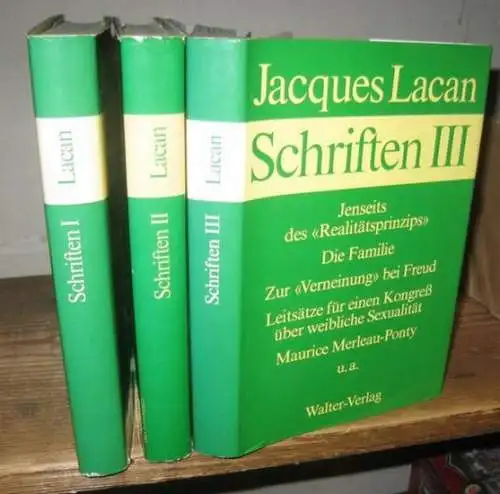 Lacan
Schriften I
Lacan
Schriften II
Lacan
Schriften III
Jacques Lacan
Schriften III
Jenseits
des «Realitätsprinzips»
Die Familie
Zur «Verneinung» bei Freud
Leitsätze für einen Kongreß
über weibliche Sexualität
Maurice Merleau-Ponty
u. a.
Walter-Verlag